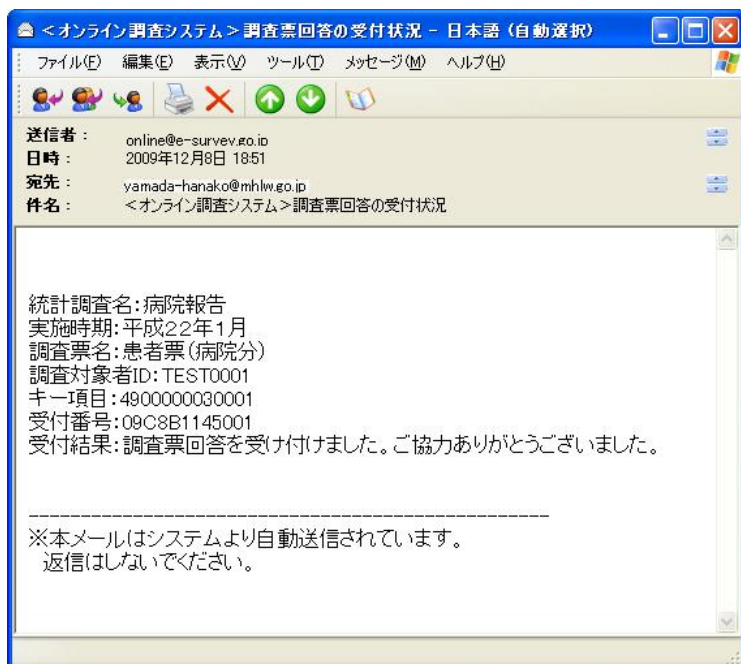 <オンライン調査システム>調査票回答の受付状況 - 日本語 (自動選択)
ファイル(F) 編集(E) 表示(V) ツール(T) メッセージ(M) ヘルプ(H)
送信者: online@e-survey.go.jp
日時: 2009年12月8日 18:51
宛先: yamada-hanako@mhlw.go.jp
件名: <オンライン調査システム>調査票回答の受付状況
統計調査名:病院報告
実施時期:平成22年1月
調査票名:患者票(病院分)
調査対象者ID:TEST0001
キー項目:4900000030001
受付番号:09C8B1145001
受付結果:調査票回答を受け付けました。ご協力ありがとうございました。
--------------------------------------------------
※本メールはシステムより自動送信されています。
返信はしないでください。